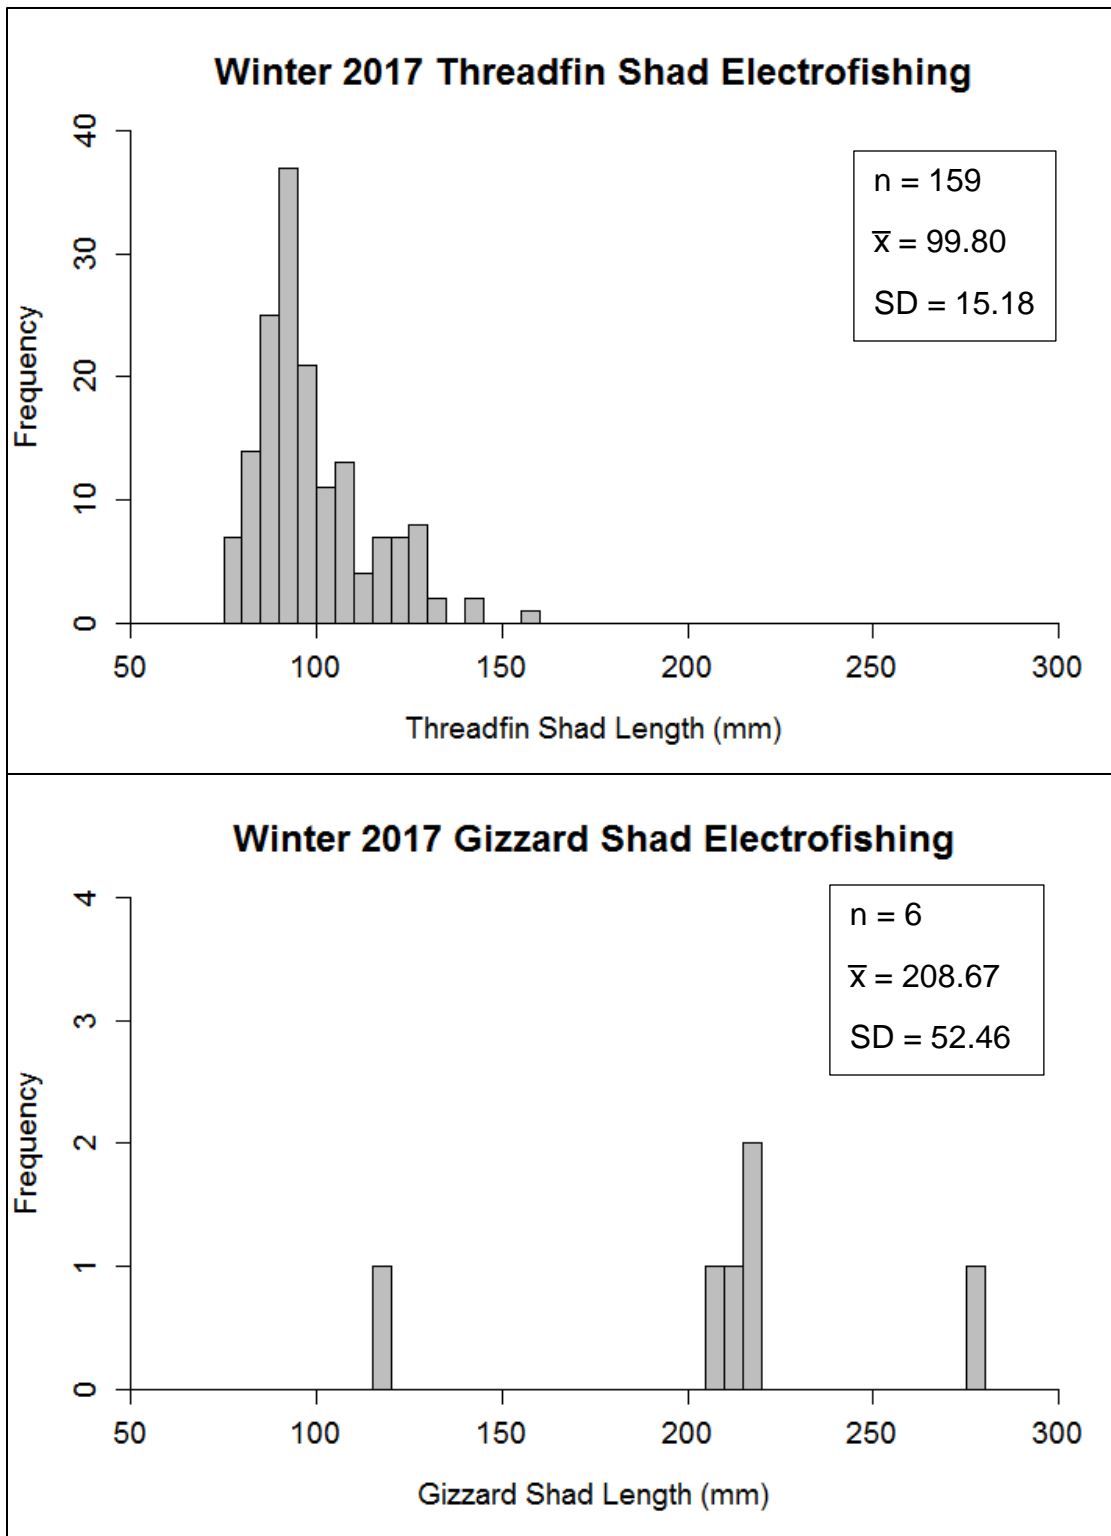 Winter 2017 Threadfin Shad Electrofishing
n = 159
x̅ = 99.80
SD = 15.18
Frequency
40
30
20
10
0
50 100 150 200 250 300
Threadfin Shad Length (mm)
Winter 2017 Gizzard Shad Electrofishing
n = 6
x̅ = 208.67
SD = 52.46
Frequency
4
3
2
1
0
50 100 150 200 250 300
Gizzard Shad Length (mm)